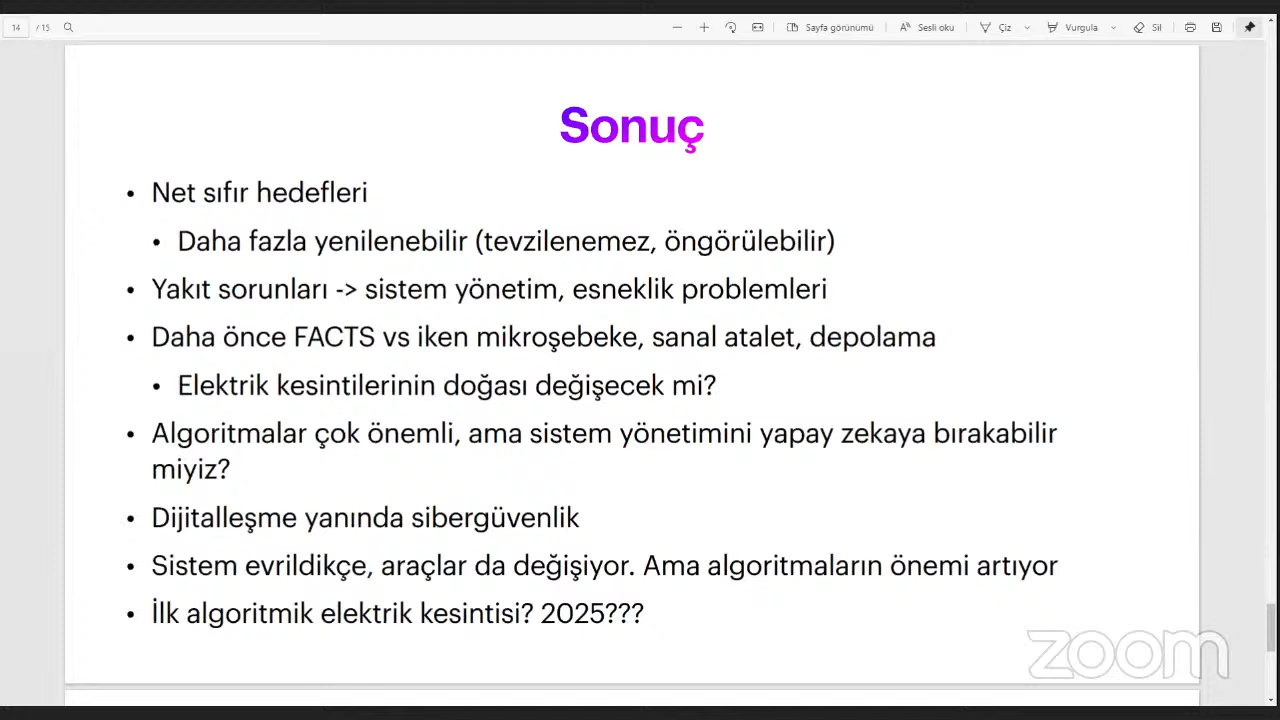 14 / 15 Sayfa görünümü Sesli oku Çiz Vurgula Sil
Sonuç
• Net sıfır hedefleri
• Daha fazla yenilenebilir (tevzilenemez, öngörülebilir)
• Yakıt sorunları -> sistem yönetim, esneklik problemleri
• Daha önce FACTS vs iken mikroşebeke, sanal atalet, depolama
• Elektrik kesintilerinin doğası değişecek mi?
• Algoritmalar çok önemli, ama sistem yönetimini yapay zekaya bırakabilir
miyiz?
• Dijitalleşme yanında sibergüvenlik
• Sistem evrildikçe, araçlar da değişiyor. Ama algoritmaların önemi artıyor
• İlk algoritmik elektrik kesintisi? 2025???
zoom